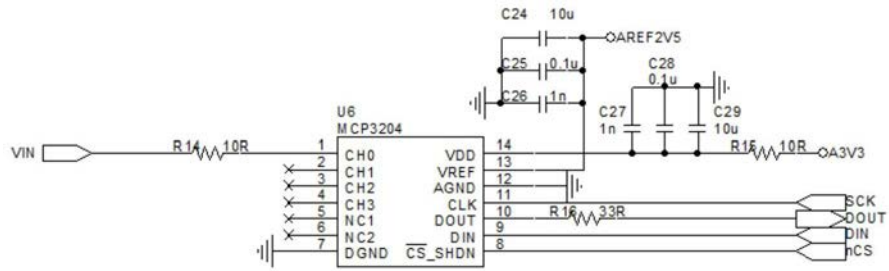 C24 10u
AREF2V5
C25 0.1u
C28
0.1u
C26 1n
C27
1n
C29
10u
U6
MCP3204
VIN
R14 10R
1 CH0
2 CH1
3 CH2
4 CH3
5 NC1
6 NC2
7 DGND
VDD 14
VREF 13
AGND 12
CLK 11
DOUT 10
DIN 9
CS_SHDN 8
R15 10R
A3V3
R16 33R
SCK
DOUT
DIN
nCS